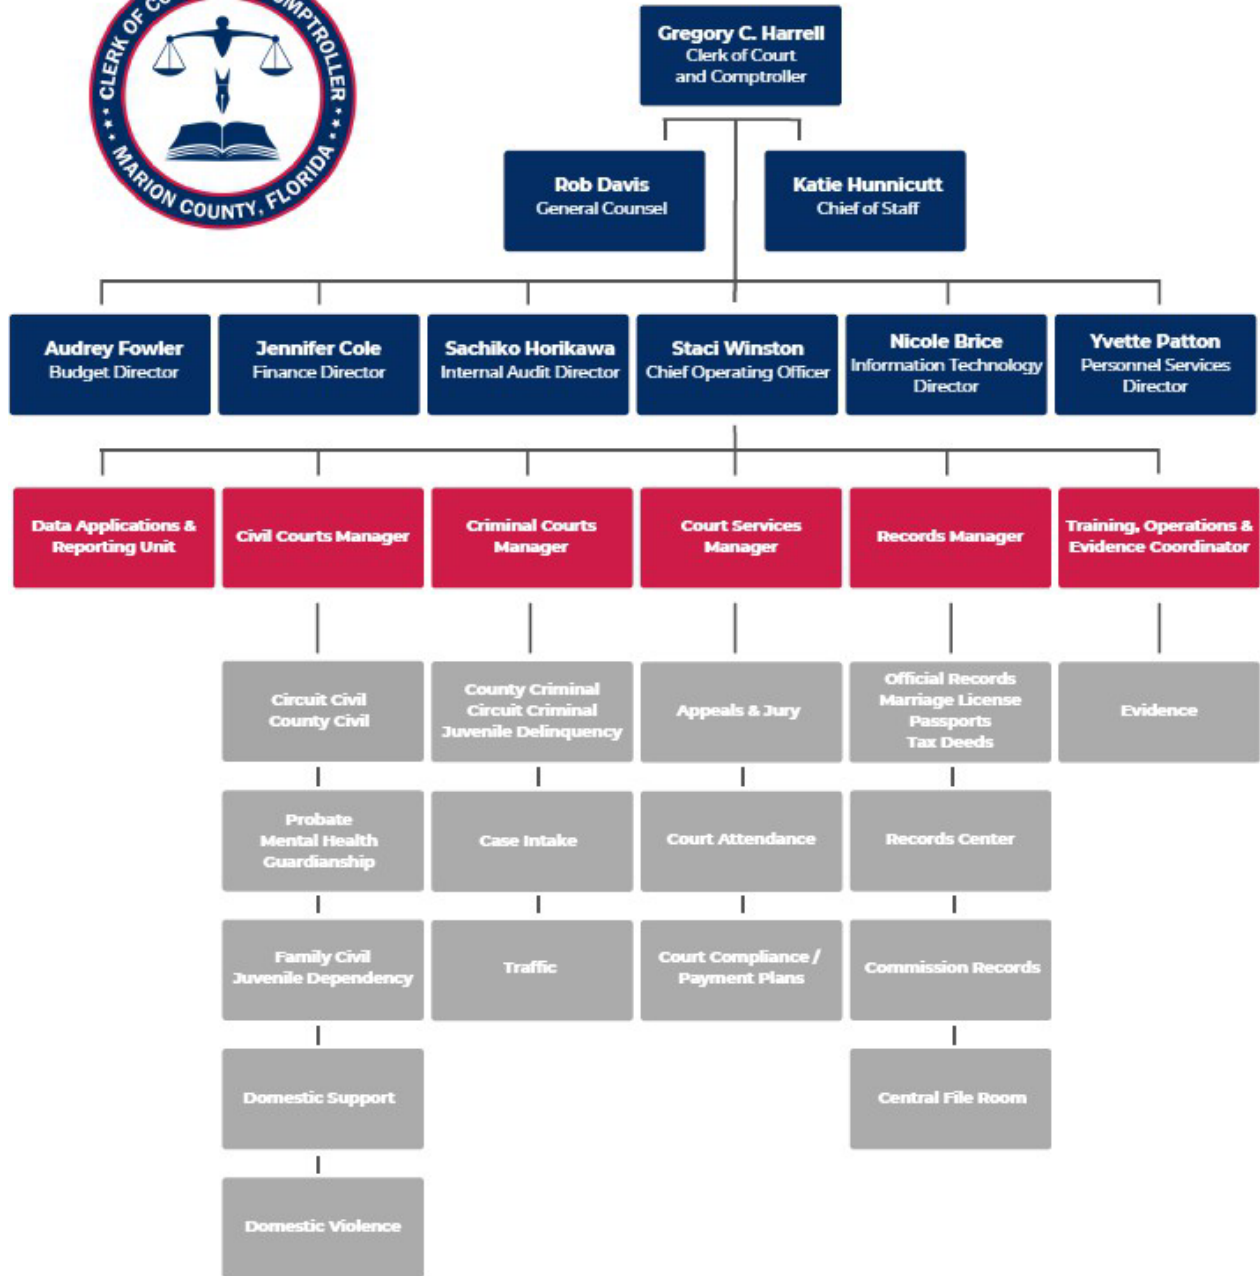 CLERK OF
MARION COUNTY, FLORIDA
Gregory C. Harrell
Clerk of Court
and Comptroller
Rob Davis
General Counsel
Katie Hunnicutt
Chief of Staff
Audrey Fowler
Budget Director
Jennifer Cole
Finance Director
Sachiko Horikawa
Internal Audit Director
Staci Winston
Chief Operating Officer
Nicole Brice
Information Technology
Director
Yvette Patton
Personnel Services
Director
Data Applications &
Reporting Unit
Civil Courts Manager
Criminal Courts
Manager
Court Services
Manager
Records Manager
Training, Operations &
Evidence Coordinator
Circuit Civil
County Civil
County Criminal
Circuit Criminal
Juvenile Delinquency
Appeals & Jury
Official Records
Marriage License
Passports
Tax Deeds
Evidence
Probate
Mental Health
Guardianship
Case Intake
Court Attendance
Records Center
Family Civil
Juvenile Dependency
Traffic
Court Compliance /
Payment Plans
Commission Records
Domestic Support
Central File Room
Domestic Violence